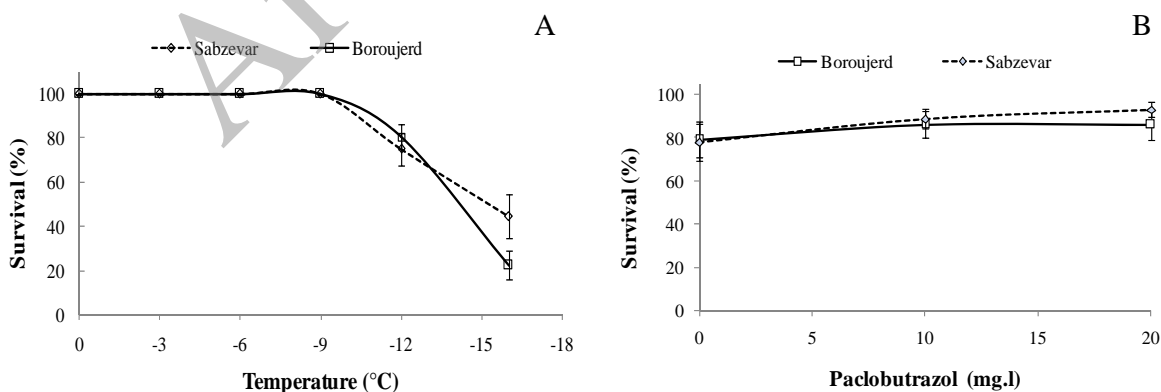 A
Sabzevar Boroujerd
100
80
60
40
20
0
Survival (%)
0 -3 -6 -9 -12 -15 -18
Temperature (°C)
B
Boroujerd Sabzevar
100
80
60
40
20
0
Survival (%)
0 5 10 15 20
Paclobutrazol (mg.l)